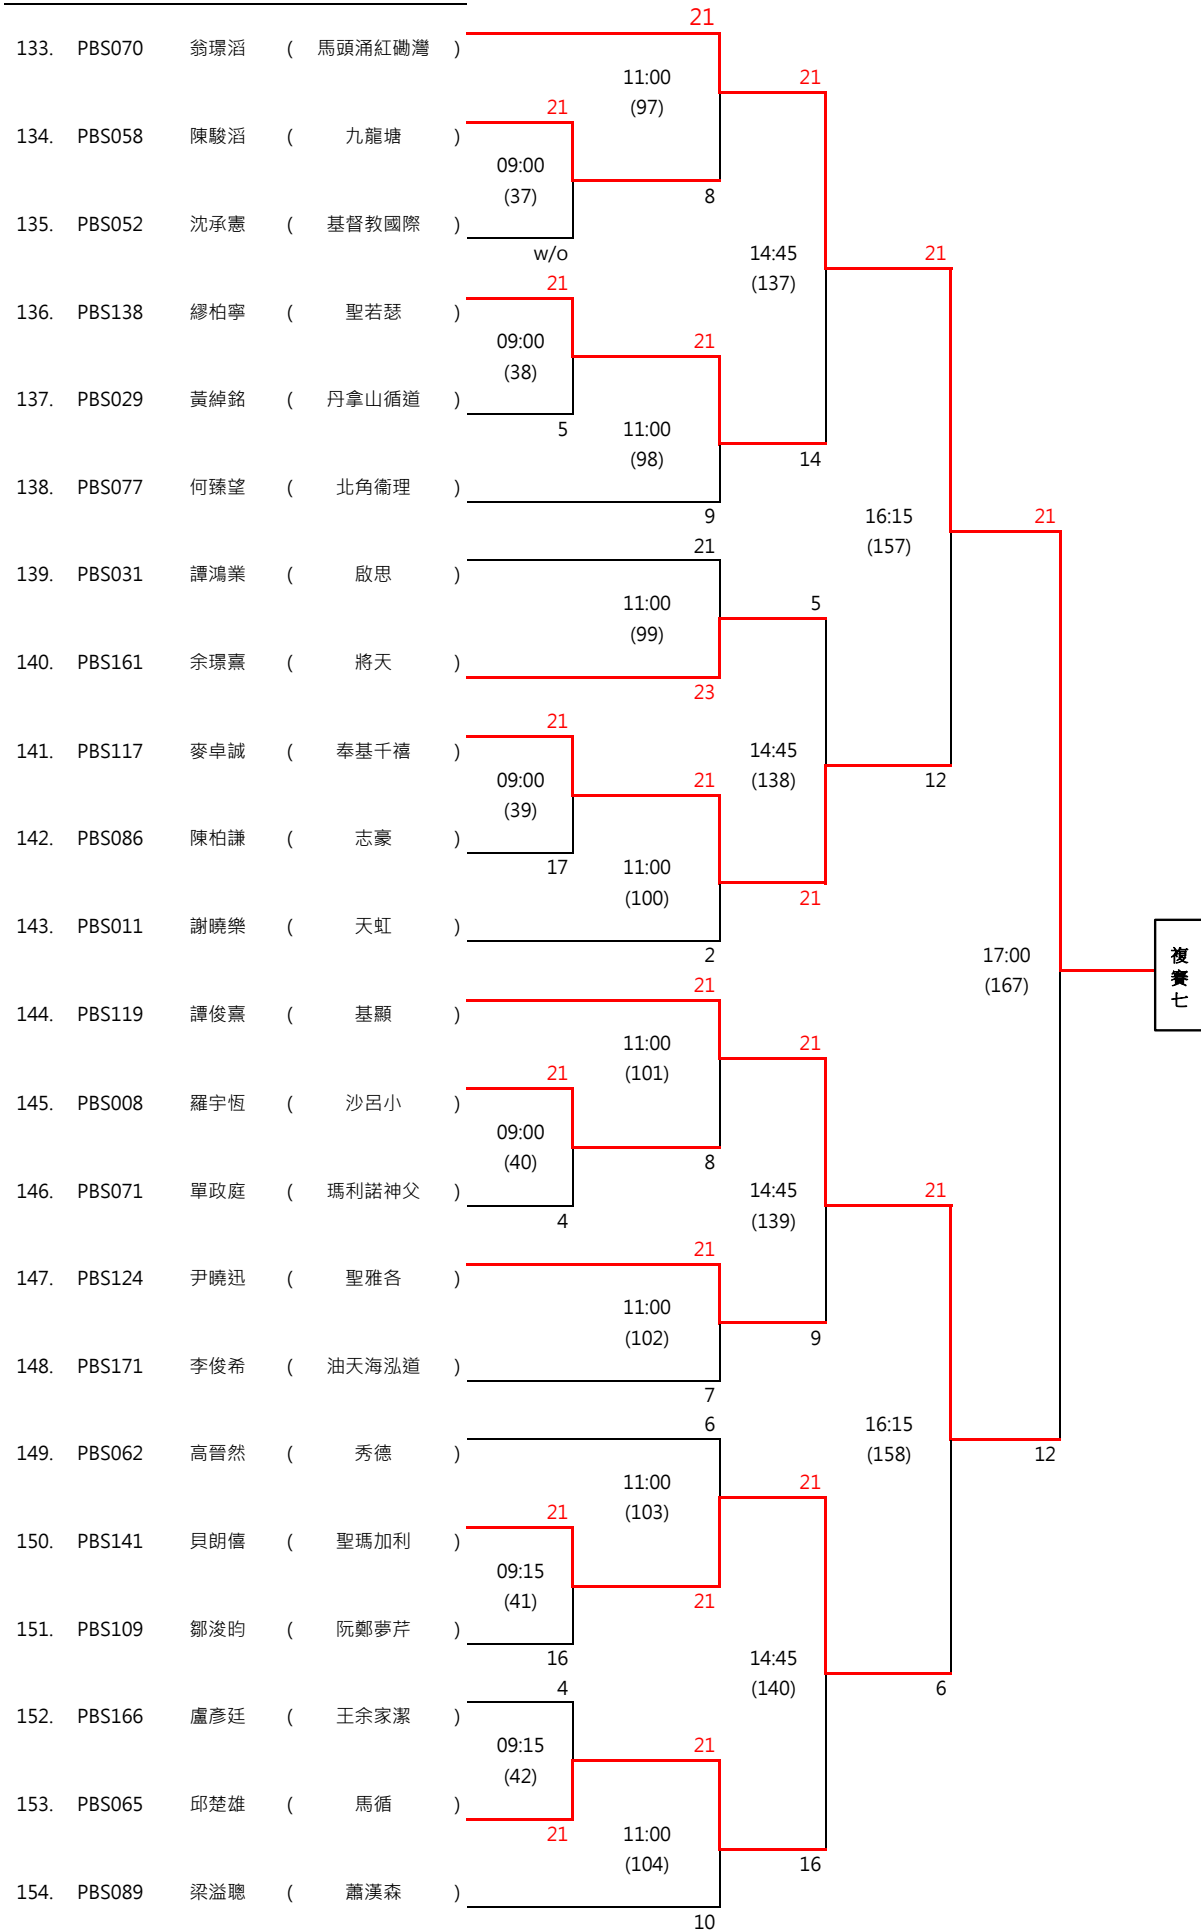 21
133. PBS070 翁璟滔 ( 馬頭涌紅磡灣 )
11:00 21
21 (97)
134. PBS058 陳駿滔 ( 九龍塘 )
09:00
(37) 8
135. PBS052 沈承憲 ( 基督教國際 )
w/o 14:45 21
21 (137)
136. PBS138 繆柏寧 ( 聖若瑟 )
09:00 21
(38)
137. PBS029 黃綽銘 ( 丹拿山循道 )
5 11:00
(98) 14
138. PBS077 何臻望 ( 北角衞理 )
9 16:15 21
21 (157)
139. PBS031 譚鴻業 ( 啟思 )
11:00 5
(99)
140. PBS161 余璟熹 ( 將天 )
23
21
141. PBS117 麥卓誠 ( 奉基千禧 ) 14:45
09:00 21 (138) 12
(39)
142. PBS086 陳柏謙 ( 志豪 )
17 11:00
(100) 21
143. PBS011 謝曉樂 ( 天虹 )
2 17:00 複賽七
21 (167)
144. PBS119 譚俊熹 ( 基顯 )
11:00 21
21 (101)
145. PBS008 羅宇恆 ( 沙呂小 )
09:00
(40) 8
146. PBS071 單政庭 ( 瑪利諾神父 ) 14:45 21
4 (139)
21
147. PBS124 尹曉迅 ( 聖雅各 )
11:00
(102) 9
148. PBS171 李俊希 ( 油天海泓道 )
7
6 16:15
149. PBS062 高晉然 ( 秀德 ) (158) 12
11:00 21
21 (103)
150. PBS141 貝朗僖 ( 聖瑪加利 )
09:15
(41) 21
151. PBS109 鄒浚昀 ( 阮鄭夢芹 )
16 14:45
4 (140) 6
152. PBS166 盧彥廷 ( 王余家潔 )
09:15 21
(42)
153. PBS065 邱楚雄 ( 馬循 )
21 11:00
(104) 16
154. PBS089 梁溢聰 ( 蕭漢森 )
10